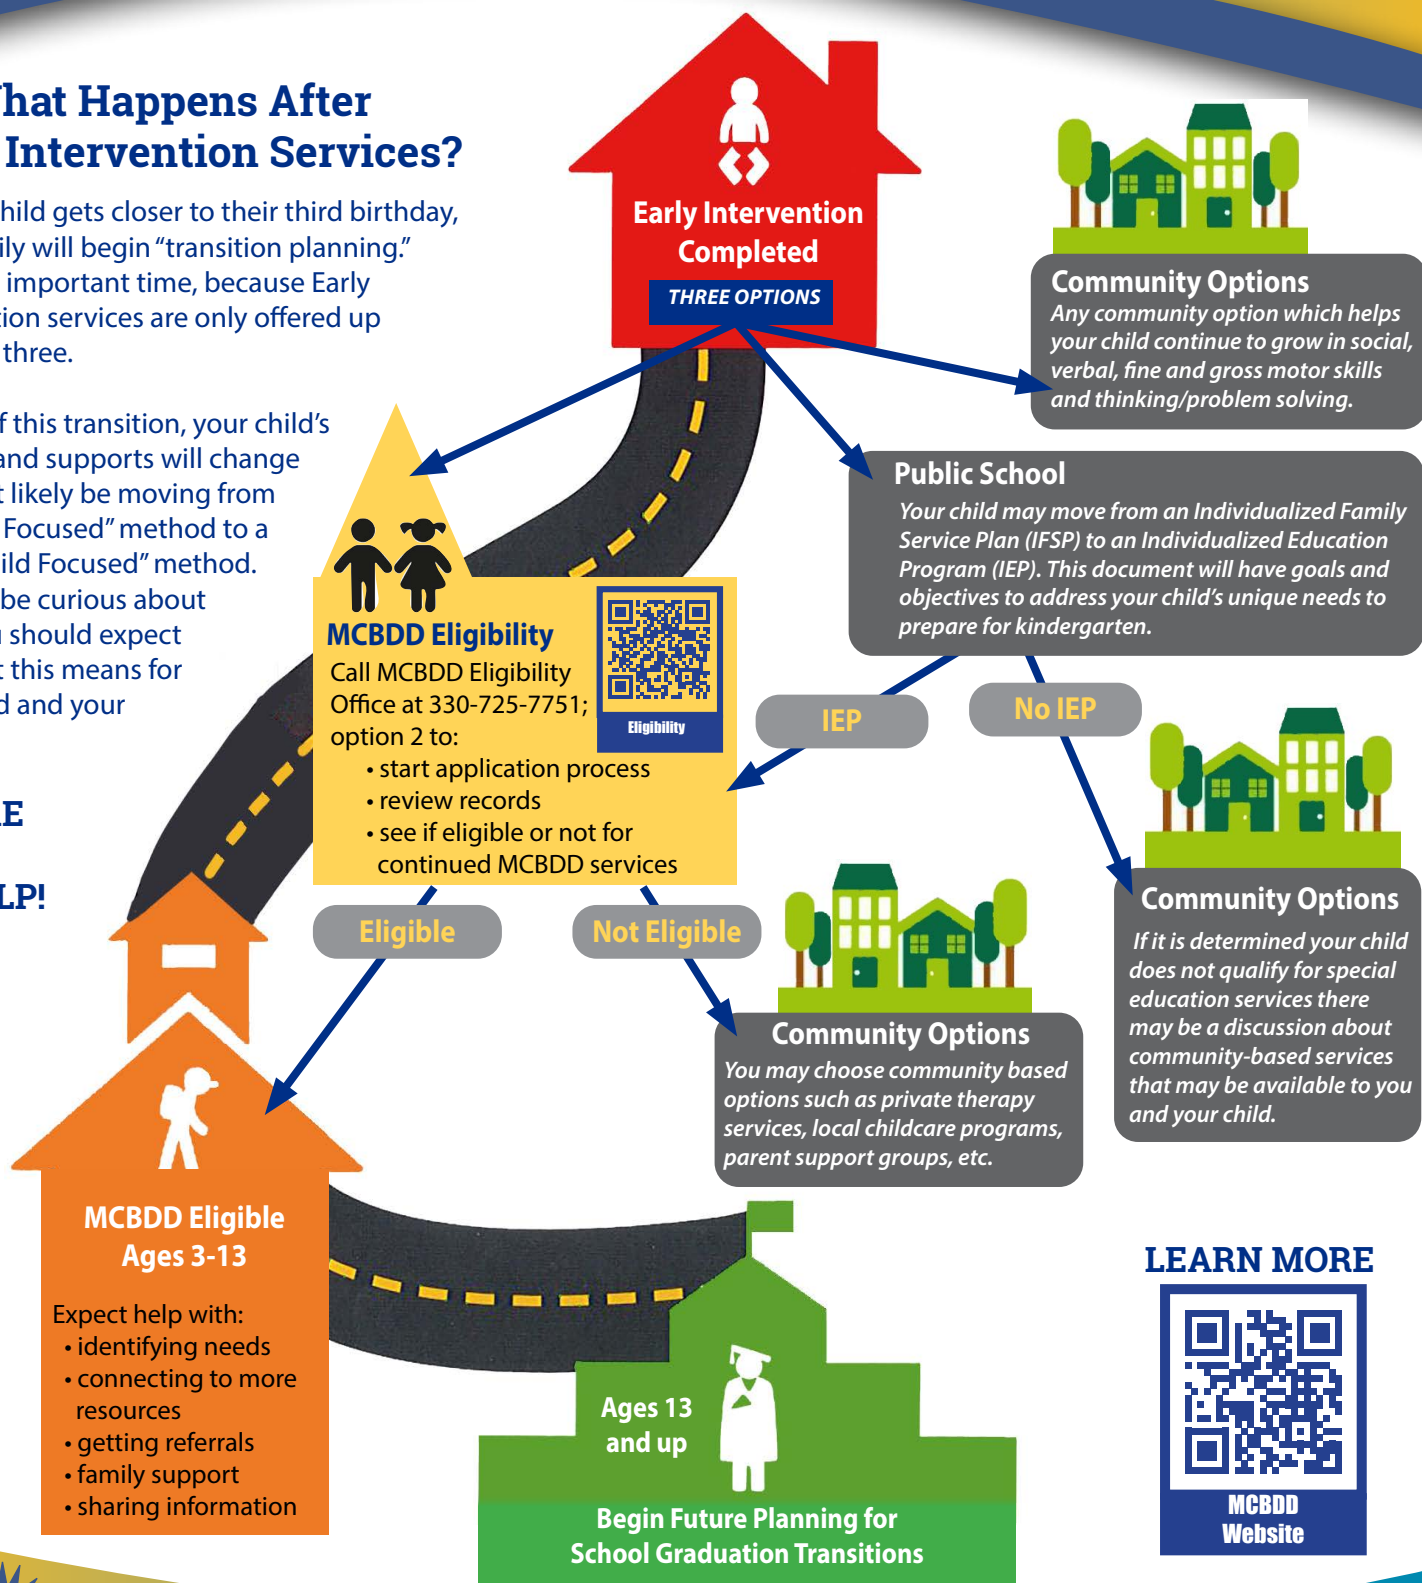 What Happens After
Intervention Services?
child gets closer to their third birthday,
will begin “transition planning.”
important time, because Early
services are only offered up
three.
of this transition, your child’s
and supports will change
likely be moving from
Focused” method to a
Focused” method.
be curious about
should expect
this means for
and your
Early Intervention
Completed
THREE OPTIONS
Community Options
Any community option which helps
your child continue to grow in social,
verbal, fine and gross motor skills
and thinking/problem solving.
Public School
Your child may move from an Individualized Family
Service Plan (IFSP) to an Individualized Education
Program (IEP). This document will have goals and
objectives to address your child’s unique needs to
prepare for kindergarten.
IEP
No IEP
MCBDD Eligibility
Call MCBDD Eligibility
Office at 330-725-7751;
option 2 to:
• start application process
• review records
• see if eligible or not for
continued MCBDD services
Eligibility
Eligible
Not Eligible
Community Options
You may choose community based
options such as private therapy
services, local childcare programs,
parent support groups, etc.
Community Options
If it is determined your child
does not qualify for special
education services there
may be a discussion about
community-based services
that may be available to you
and your child.
MCBDD Eligible
Ages 3-13
Expect help with:
• identifying needs
• connecting to more
resources
• getting referrals
• family support
• sharing information
Ages 13
and up
Begin Future Planning for
School Graduation Transitions
LEARN MORE
MCBDD
Website